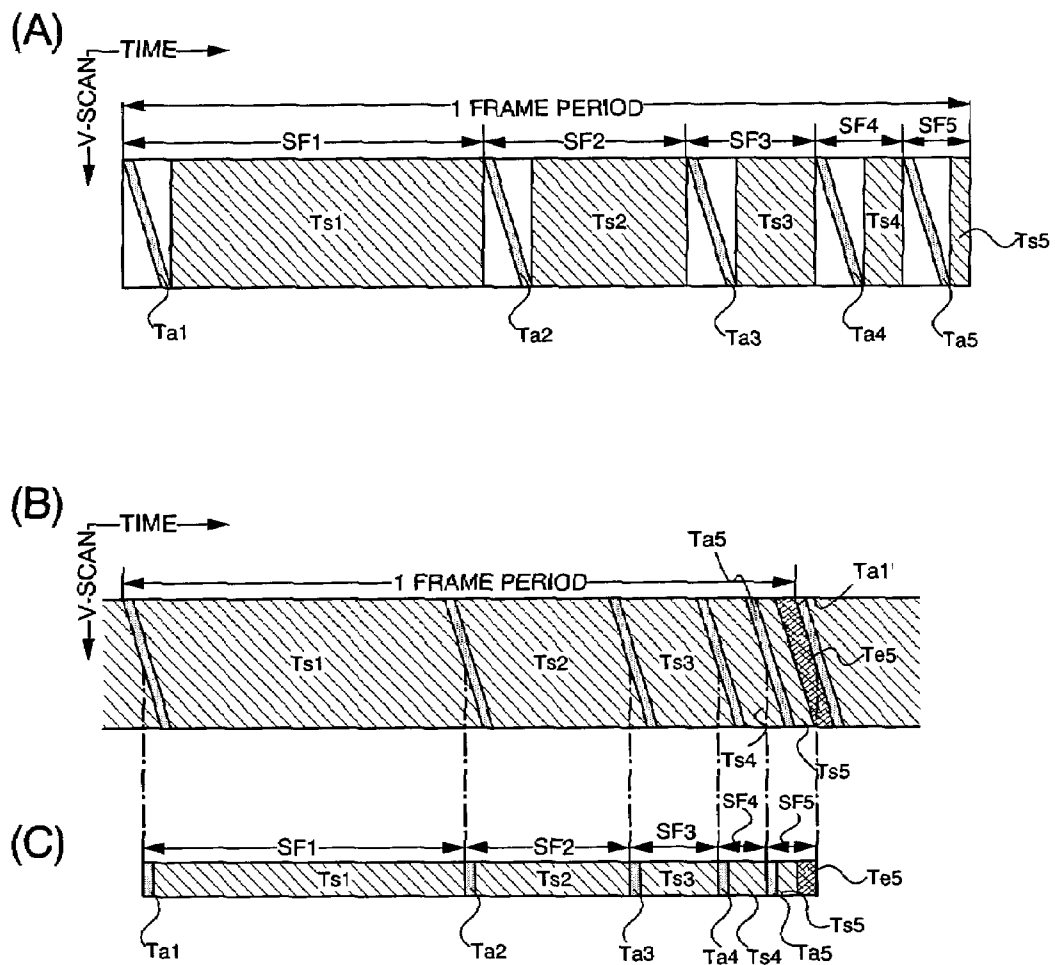 (A)
TIME
V-SCAN
1 FRAME PERIOD
SF1 SF2 SF3 SF4 SF5
Ts1 Ts2 Ts3 Ts4 Ts5
Ta1 Ta2 Ta3 Ta4 Ta5
(B)
TIME
V-SCAN
Ta5
1 FRAME PERIOD
Ta1'
Ts1 Ts2 Ts3 Te5
Ts4 Ts5
(C)
SF1 SF2 SF3 SF4 SF5
Ts1 Ts2 Ts3 Te5
Ts5
Ta1 Ta2 Ta3 Ta4 Ts4 Ta5